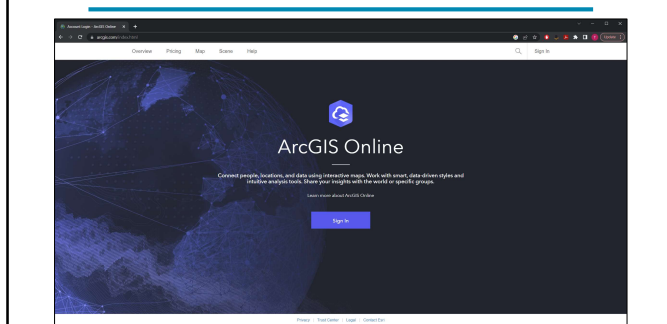 Account Login - ArcGIS Online
arcgis.com/index.html
Update
Overview Pricing Map Scene Help Sign In
ArcGIS Online
Connect people, locations, and data using interactive maps. Work with smart, data-driven styles and
intuitive analysis tools. Share your insights with the world or specific groups.
Learn more about ArcGIS Online
Sign In
Privacy | Trust Center | Legal | Contact Esri